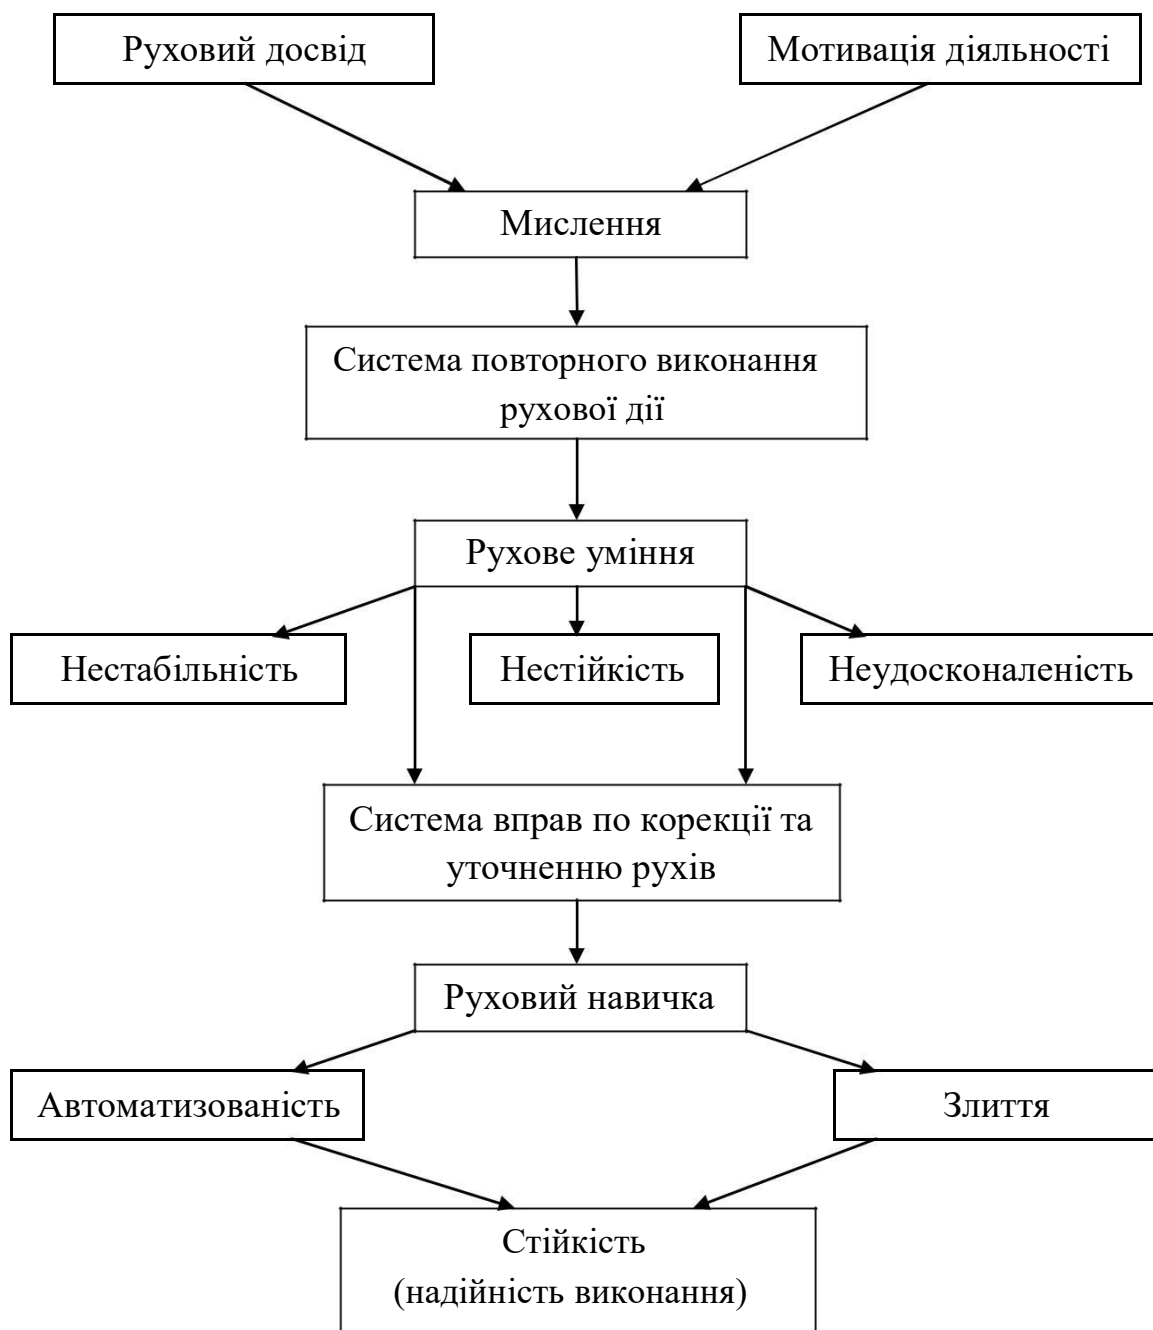 Руховий досвід
Мотивація діяльності
Мислення
Система повторного виконання
рухової дії
Рухове уміння
Нестабільність
Нестійкість
Неудосконаленість
Система вправ по корекції та
уточненню рухів
Руховий навичка
Автоматизованість
Злиття
Стійкість
(надійність виконання)